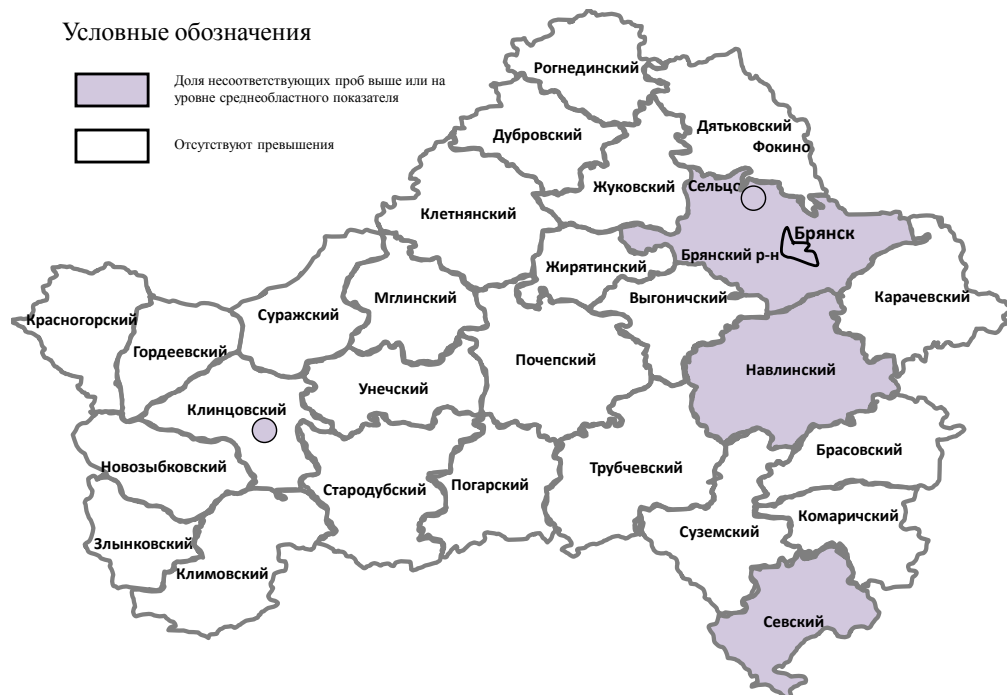 Условные обозначения
Доля несоответствующих проб выше или на
уровне среднеобластного показателя
Отсутствуют превышения
Рогнединский
Дубровский
Дятьковский
Фокино
Жуковский
Сельцо
Клетнянский
Брянск
Брянский р-н
Жирятинский
Выгоничский
Мглинский
Карачевский
Суражский
Красногорский
Гордеевский
Почепский
Навлинский
Унечский
Клинцовский
Брасовский
Новозыбковский
Трубчевский
Стародубский
Погарский
Комаричский
Суземский
Злынковский
Климовский
Севский